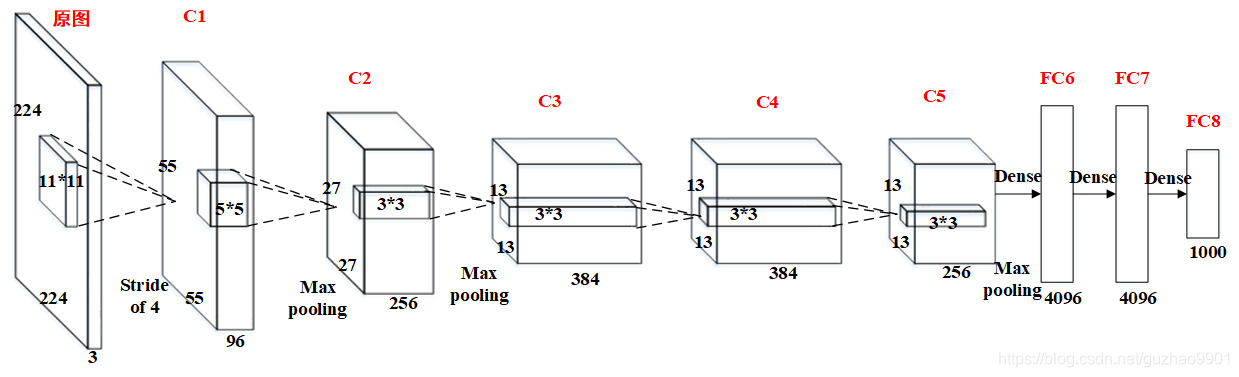 原图
C1
C2
C3
C4
C5
FC6
FC7
FC8
224
11*11
224
3
Stride
of 4
55
5*5
55
96
Max
pooling
27
3*3
27
256
Max
pooling
13
3*3
13
384
13
3*3
13
384
13
3*3
13
256
Max
pooling
Dense
4096
Dense
4096
Dense
1000
https://blog.csdn.net/guzhao9901